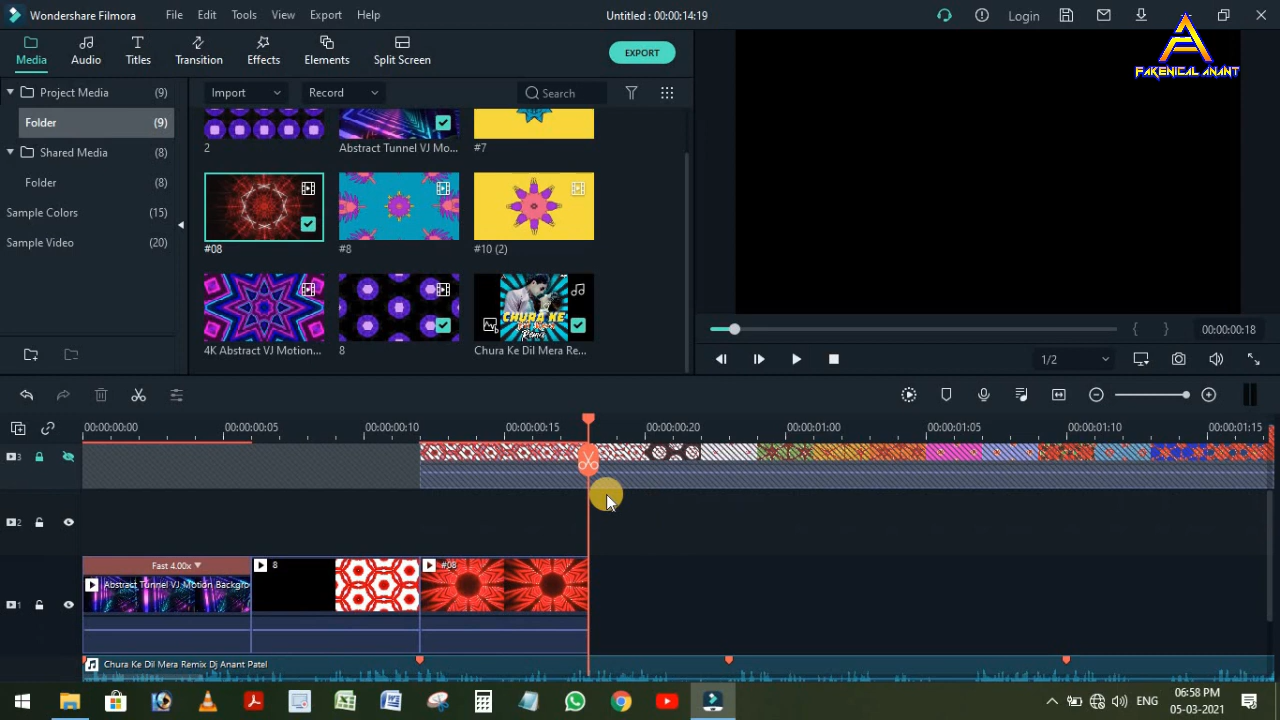 Wondershare Filmora
File Edit Tools View Export Help
Untitled : 00:00:14:19
Login
Media
Audio
Titles
Transition
Effects
Elements
Split Screen
EXPORT
A
FAKENICAL ANANT
Project Media (9)
Folder (9)
Shared Media (8)
Folder (8)
Sample Colors (15)
Sample Video (20)
Import
Record
Search
2
Abstract Tunnel VJ Mo...
#7
#08
#8
#10 (2)
CHURA KE
Remix
4K Abstract VJ Motion...
8
Chura Ke Dil Mera Re...
00:00:00:18
1/2
00:00:00:00
00:00:00:05
00:00:00:10
00:00:00:15
00:00:00:20
00:00:01:00
00:00:01:05
00:00:01:10
00:00:01:15
3
2
1
Fast 4.00x
Abstract Tunnel VJ Motion Backgro
8
#08
Chura Ke Dil Mera Remix Dj Anant Patel
ENG
06:58 PM
05-03-2021